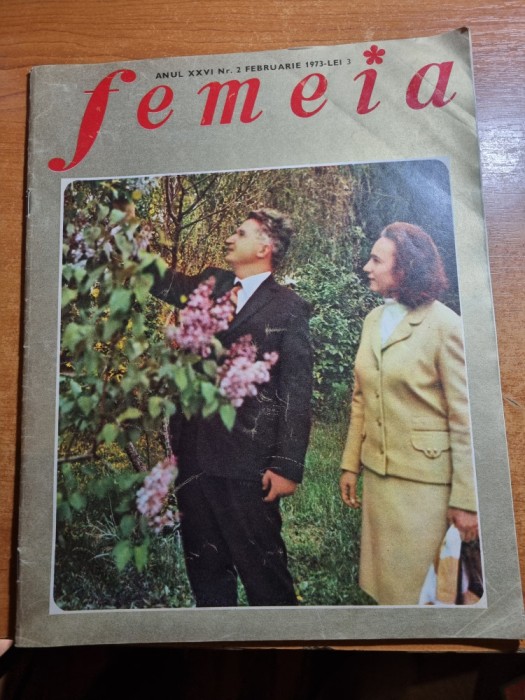 ANUL XXVI Nr. 2 FEBRUARIE 1973-LEI 3
femeia